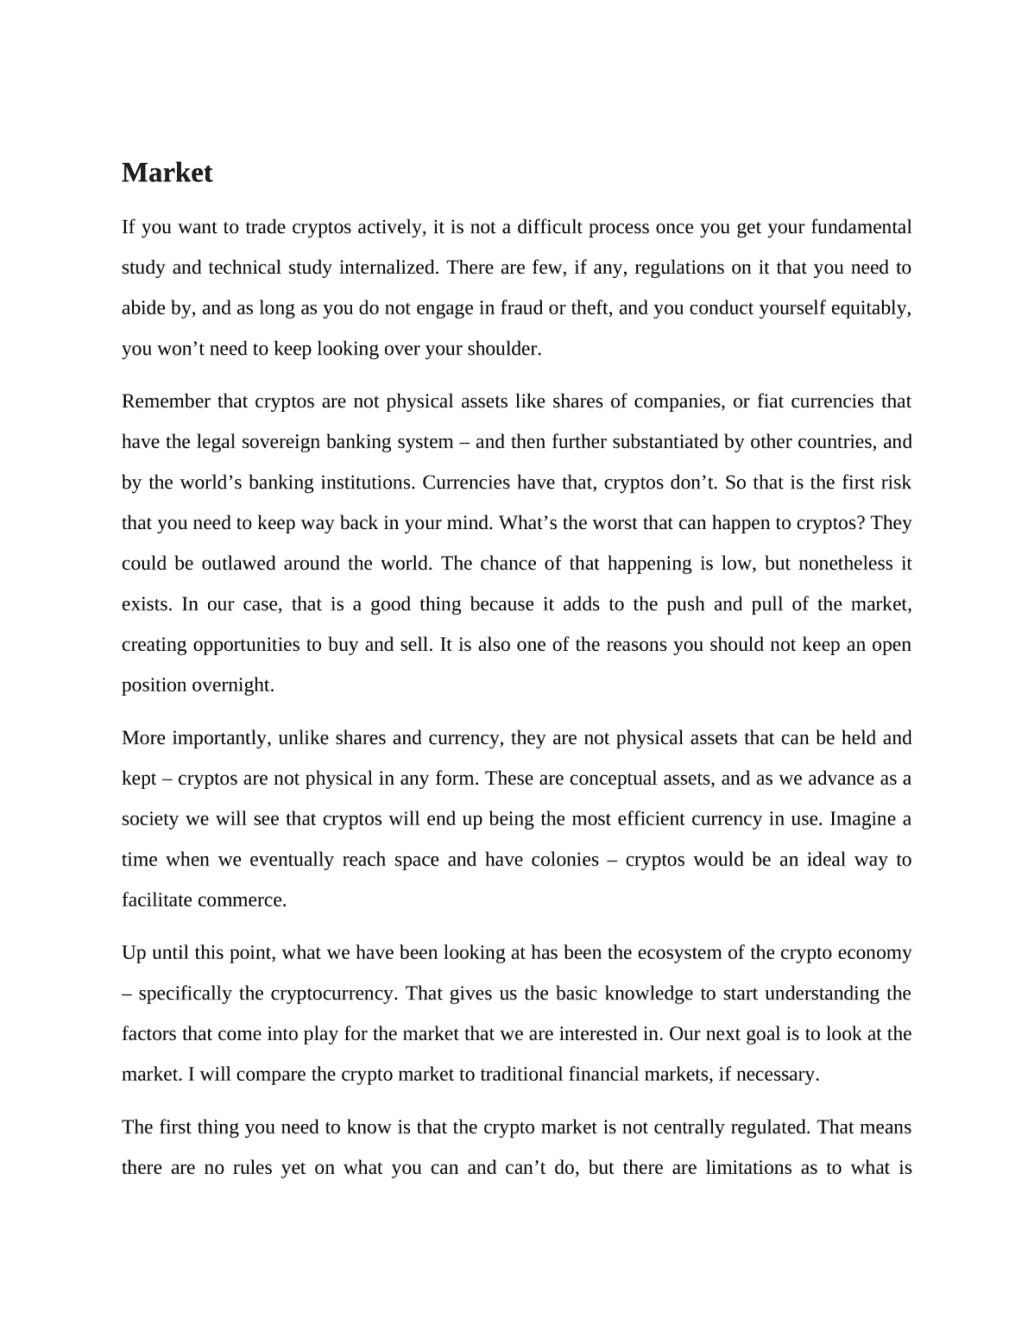 Market
If you want to trade cryptos actively, it is not a difficult process once you get your fundamental
study and technical study internalized. There are few, if any, regulations on it that you need to
abide by, and as long as you do not engage in fraud or theft, and you conduct yourself equitably,
you won’t need to keep looking over your shoulder.
Remember that cryptos are not physical assets like shares of companies, or fiat currencies that
have the legal sovereign banking system – and then further substantiated by other countries, and
by the world’s banking institutions. Currencies have that, cryptos don’t. So that is the first risk
that you need to keep way back in your mind. What’s the worst that can happen to cryptos? They
could be outlawed around the world. The chance of that happening is low, but nonetheless it
exists. In our case, that is a good thing because it adds to the push and pull of the market,
creating opportunities to buy and sell. It is also one of the reasons you should not keep an open
position overnight.
More importantly, unlike shares and currency, they are not physical assets that can be held and
kept – cryptos are not physical in any form. These are conceptual assets, and as we advance as a
society we will see that cryptos will end up being the most efficient currency in use. Imagine a
time when we eventually reach space and have colonies – cryptos would be an ideal way to
facilitate commerce.
Up until this point, what we have been looking at has been the ecosystem of the crypto economy
– specifically the cryptocurrency. That gives us the basic knowledge to start understanding the
factors that come into play for the market that we are interested in. Our next goal is to look at the
market. I will compare the crypto market to traditional financial markets, if necessary.
The first thing you need to know is that the crypto market is not centrally regulated. That means
there are no rules yet on what you can and can’t do, but there are limitations as to what is